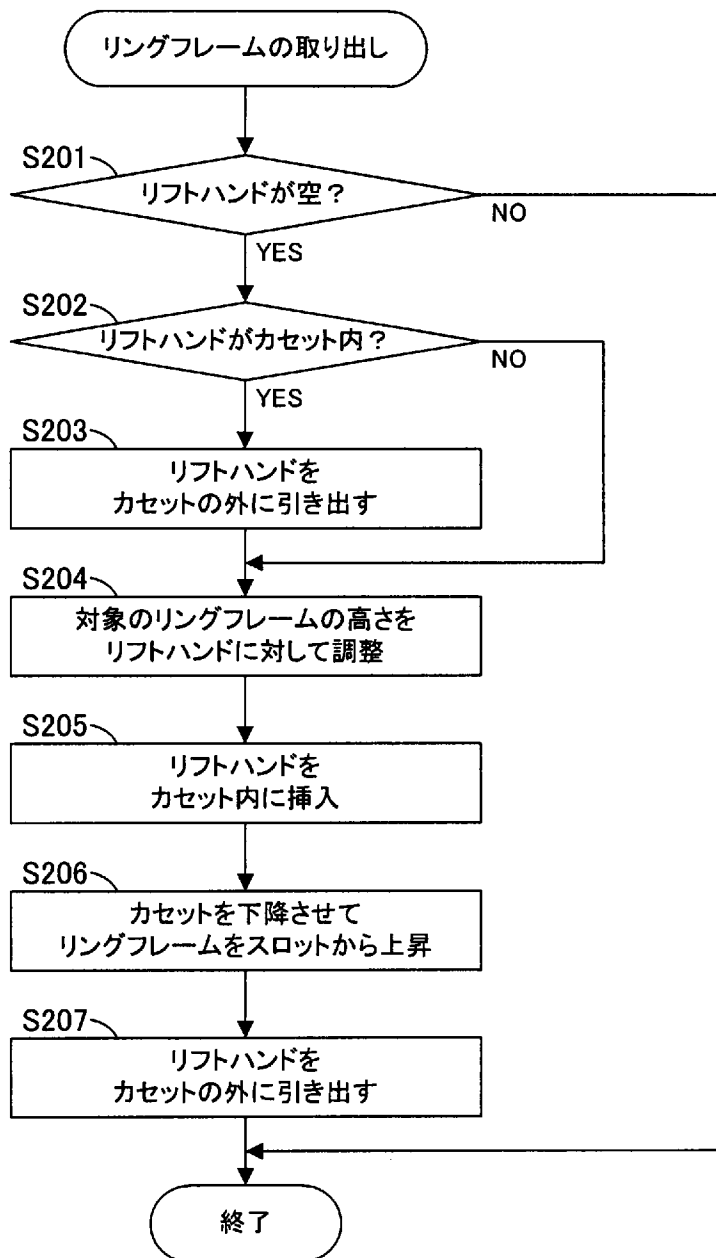 リングフレームの取り出し
S201
リフトハンドが空？
NO
YES
S202
リフトハンドがカセット内？
NO
YES
S203
リフトハンドを
カセットの外に引き出す
S204
対象のリングフレームの高さを
リフトハンドに対して調整
S205
リフトハンドを
カセット内に挿入
S206
カセットを下降させて
リングフレームをスロットから上昇
S207
リフトハンドを
カセットの外に引き出す
終了